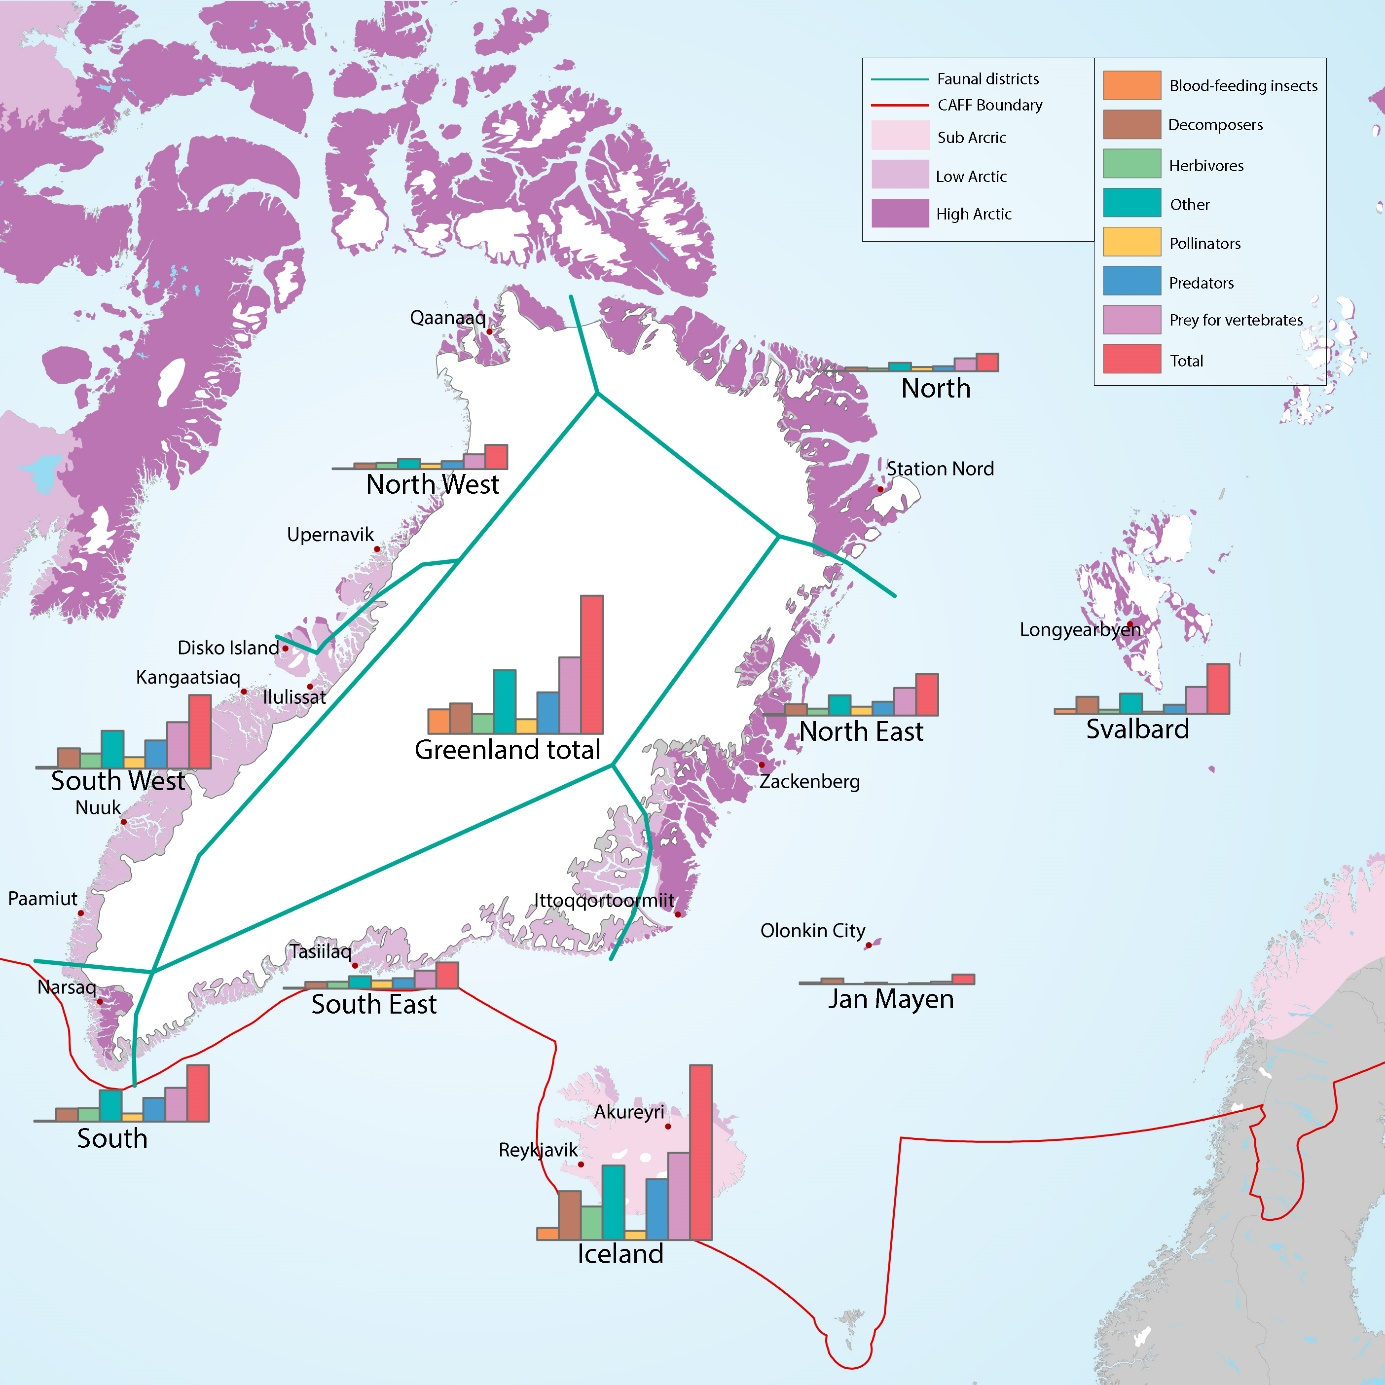 Faunal districts
CAFF Boundary
Sub Arcric
Low Arctic
High Arctic
Blood-feeding insects
Decomposers
Herbivores
Other
Pollinators
Predators
Prey for vertebrates
Total
Qaanaaq
North
Station Nord
North West
Upernavik
Longyearbyen
Disko Island
Kangaatsiaq
Ilulissat
Svalbard
North East
Greenland total
South West
Zackenberg
Nuuk
Paamiut
Ittoqqortoormiit
Olonkin City
Tasiilaq
Narsaq
Jan Mayen
South East
Akureyri
South
Reykjavik
Iceland